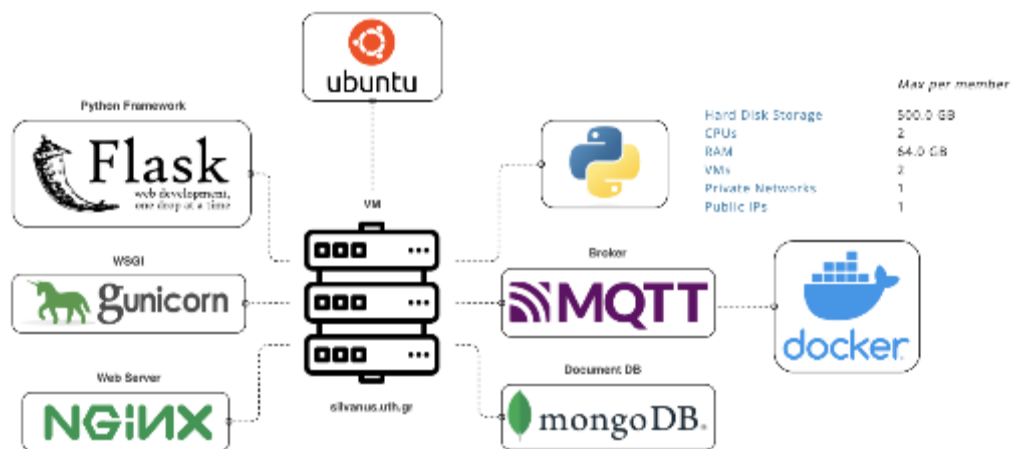 ubuntu
Max per member
Python Framework
Hard Disk Storage 500.0 GB
CPUs 2
RAM 64.0 GB
VMs 2
Private Networks 1
Public IPs 1
Flask
web development,
one drop at a time
VM
WSGI
gunicorn
Broker
MQTT
docker
Web Server
NGiNX
silvanus.uth.gr
Document DB
mongoDB.